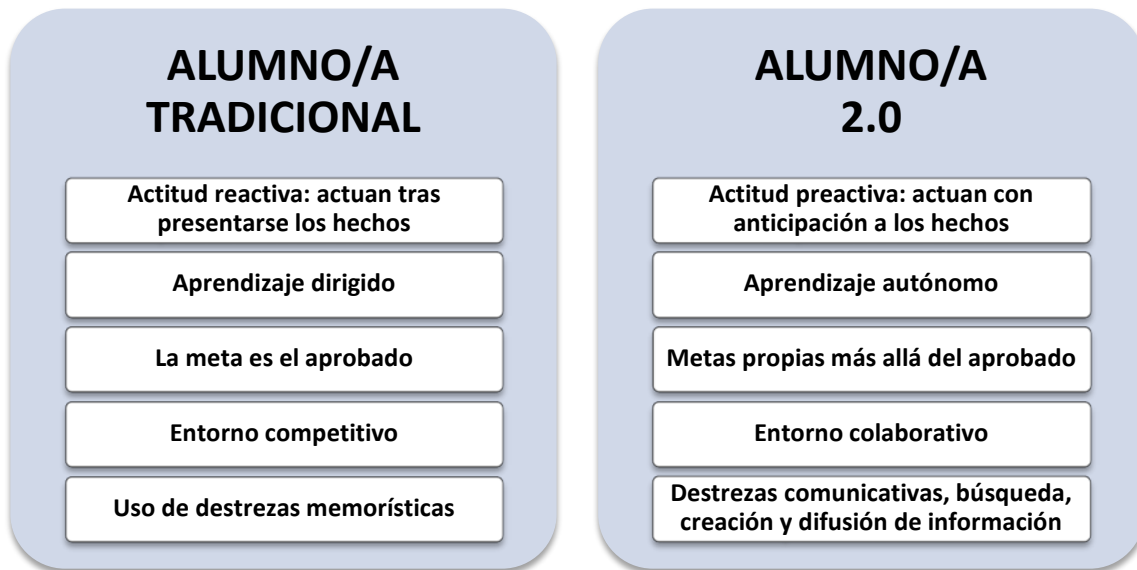 ALUMNO/A
TRADICIONAL
Actitud reactiva: actuan tras
presentarse los hechos
Aprendizaje dirigido
La meta es el aprobado
Entorno competitivo
Uso de destrezas memorísticas
ALUMNO/A
2.0
Actitud preactiva: actuan con
anticipación a los hechos
Aprendizaje autónomo
Metas propias más allá del aprobado
Entorno colaborativo
Destrezas comunicativas, búsqueda,
creación y difusión de información